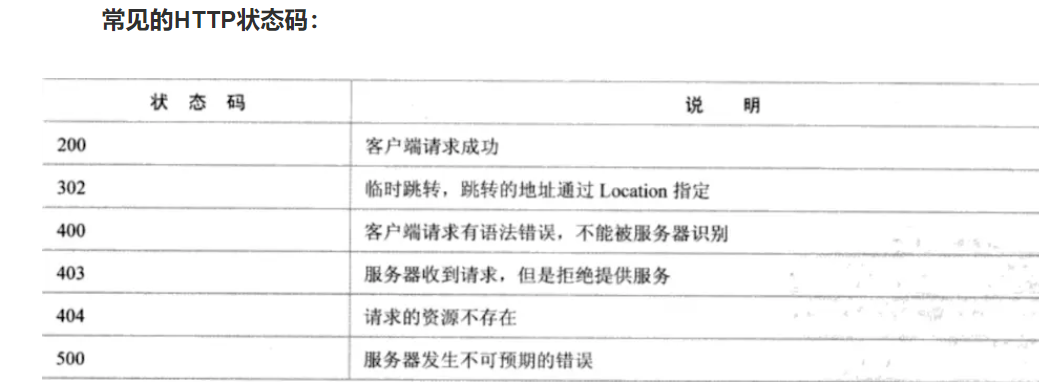 常见的HTTP状态码：
状 态 码 说 明
200 客户端请求成功
302 临时跳转，跳转的地址通过 Location 指定
400 客户端请求有语法错误，不能被服务器识别
403 服务器收到请求，但是拒绝提供服务
404 请求的资源不存在
500 服务器发生不可预期的错误